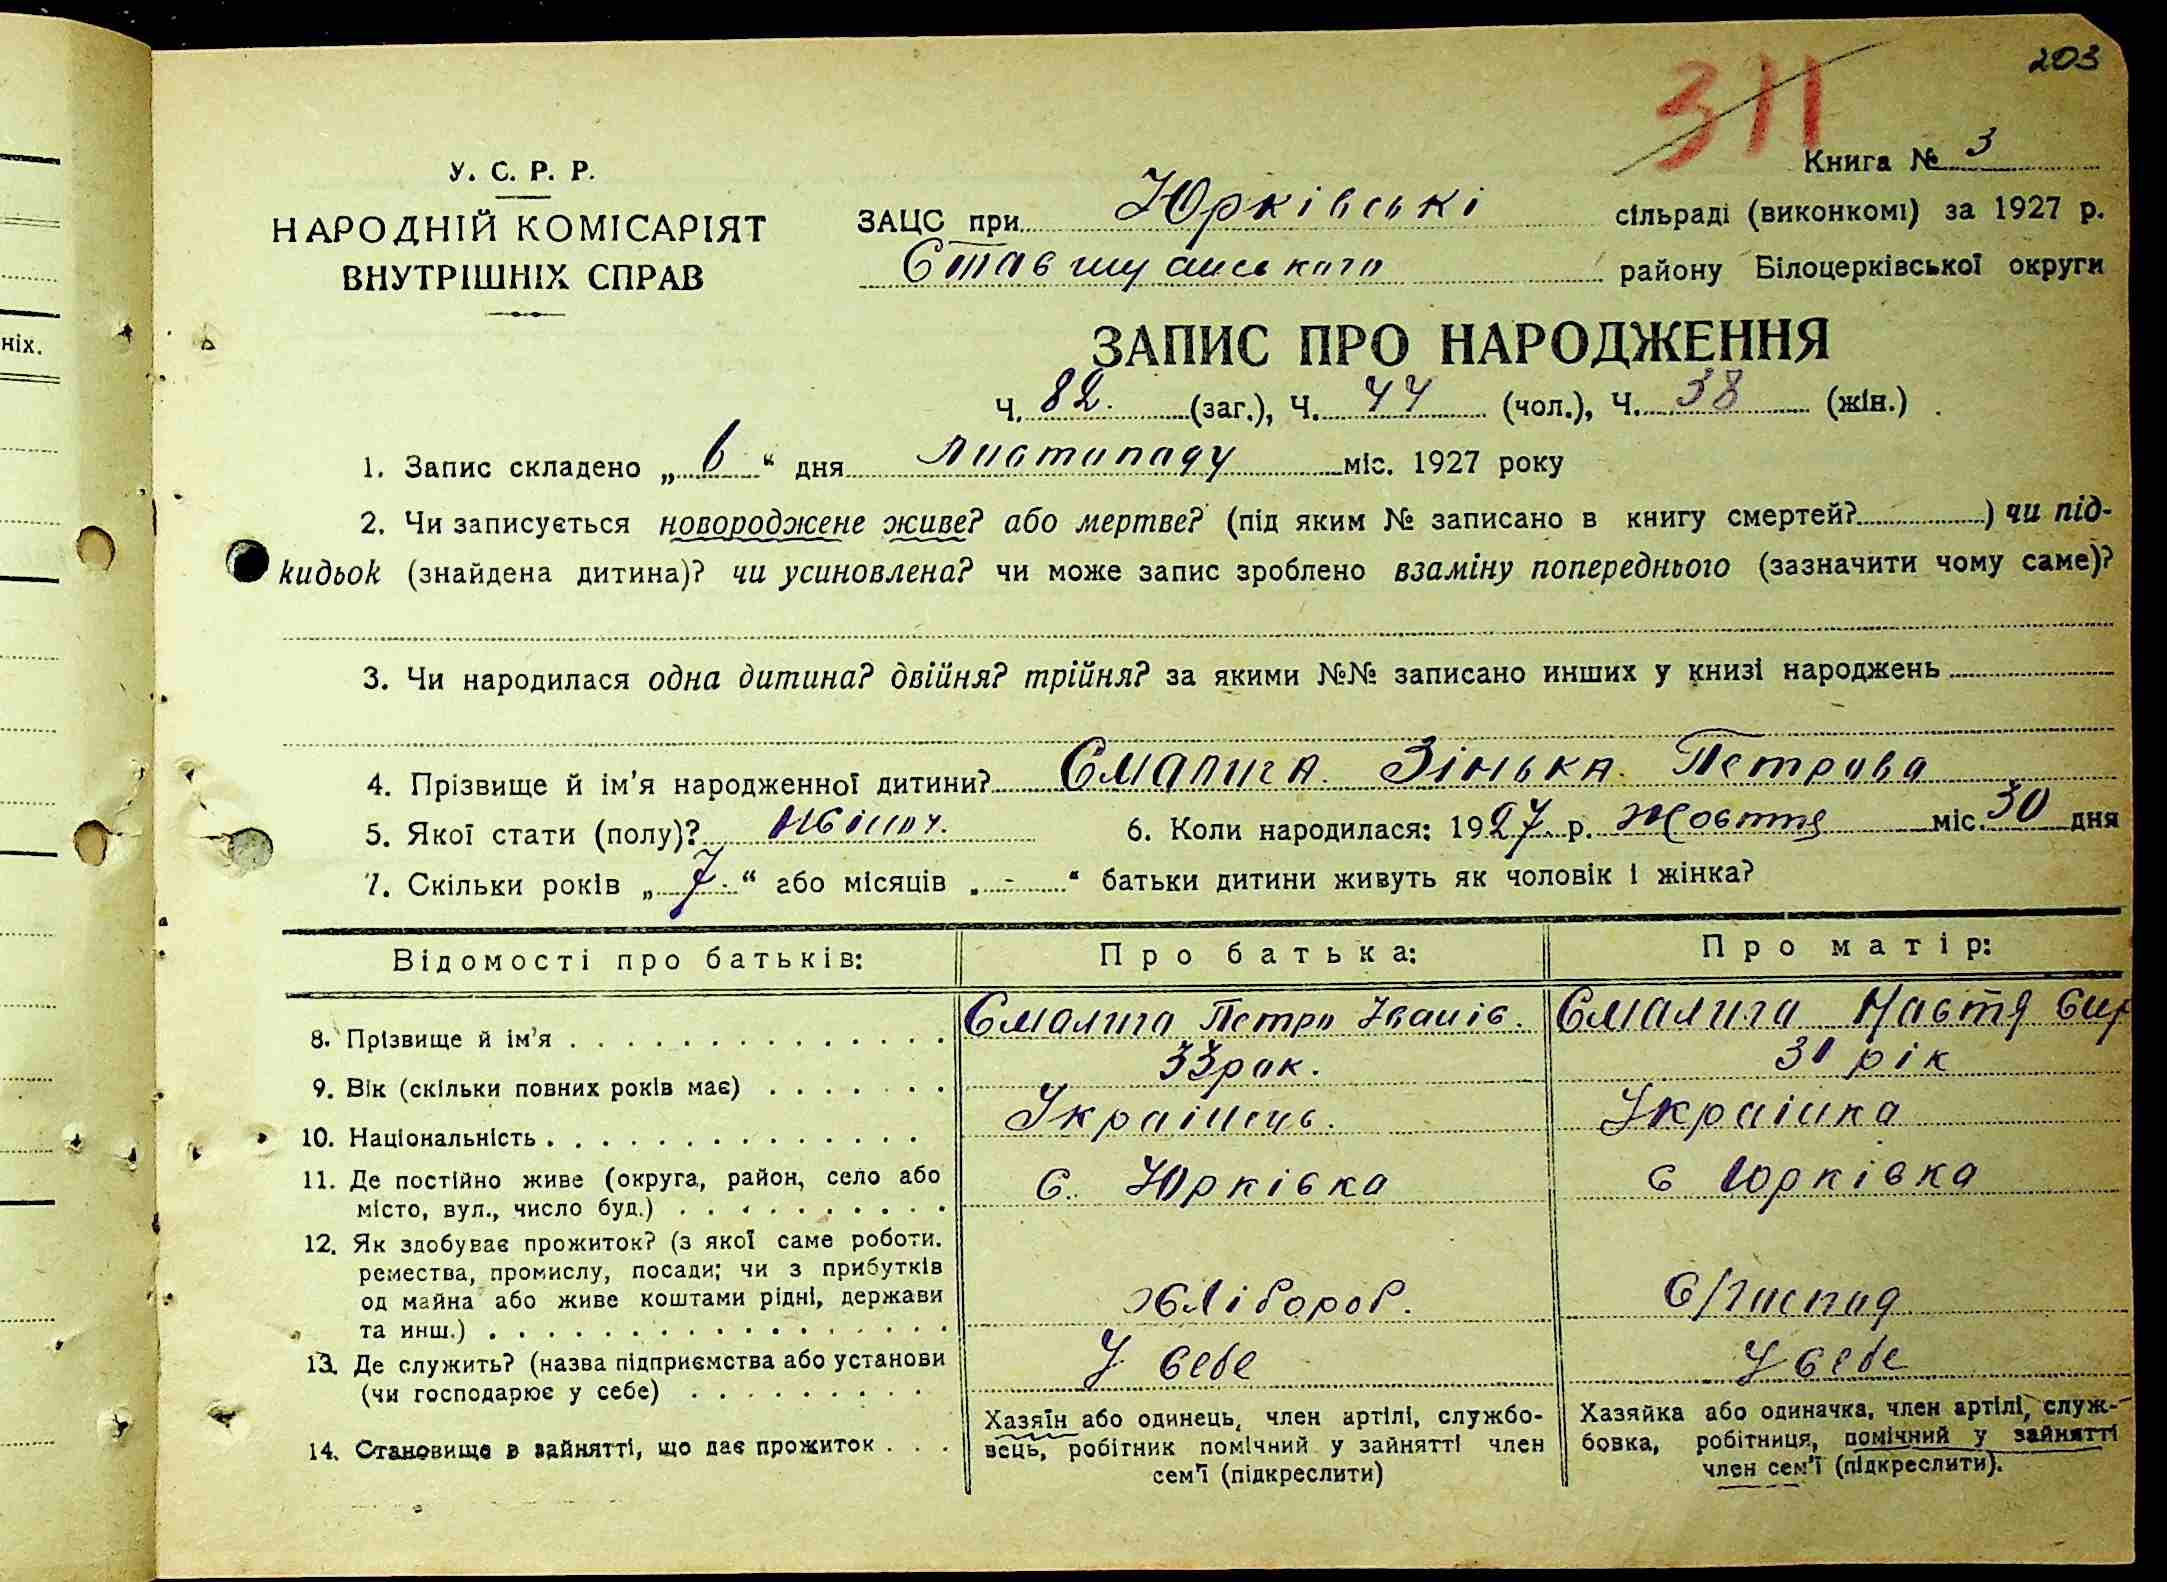 203
311
Книга № 3
У. С. Р. Р.
НАРОДНІЙ КОМІСАРІЯТ
ВНУТРІШНІХ СПРАВ
ЗАЦС при Юрківські сільраді (виконкомі) за 1927 р.
району Білоцерківської округи
ЗАПИС ПРО НАРОДЖЕННЯ
Ч. 82. (заг.), Ч. 44 (чол.), Ч. 38 (жін.)
1. Запис складено „ 6 “ дня листопаду міс. 1927 року
2. Чи записується новороджене живе? або мертве? (під яким № записано в книгу смертей? ) чи під-
кидьок (знайдена дитина)? чи усиновлена? чи може запис зроблено взаміну попереднього (зазначити чому саме)?
3. Чи народилася одна дитина? двійня? трійня? за якими №№ записано инших у книзі народжень
4. Прізвище й ім'я народженної дитини? Смалига. Зінька. Петрова
5. Якої стати (полу)? жіноч. 6. Коли народилася: 1927 р. Жовття міс. 30 дня
7. Скільки років „ 7. “ або місяців „ - “ батьки дитини живуть як чоловік і жінка?
ніх.
Відомості про батьків: Про батька: Про матір:
8. Прізвище й ім'я Смалига Петро Іванів. Смалига Настя
9. Вік (скільки повних років має) 33 рок. 31 рік
10. Національність Українець. Українка
11. Де постійно живе (округа, район, село або
місто, вул., число буд.) с. Юрківка с Юрківка
12. Як здобуває прожиток? (з якої саме роботи.
ремества, промислу, посади; чи з прибутків
од майна або живе коштами рідні, держави
та инш.) хлібороб. с/господ
13. Де служить? (назва підприємства або установи
(чи господарює у себе) У себе У себе
14. Становище в зайнятті, що дає прожиток
Хазяїн або одинець, член артілі, службо-
вець, робітник помічний у зайнятті член
сем'ї (підкреслити)
Хазяйка або одиначка, член артілі, служ-
бовка, робітниця, помічний у зайнятті
член сем'ї (підкреслити).